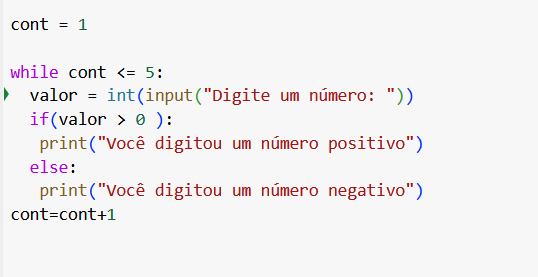 cont = 1
while cont <= 5:
  valor = int(input("Digite um número: "))
  if(valor > 0 ):
   print("Você digitou um número positivo")
  else:
   print("Você digitou um número negativo")
cont=cont+1